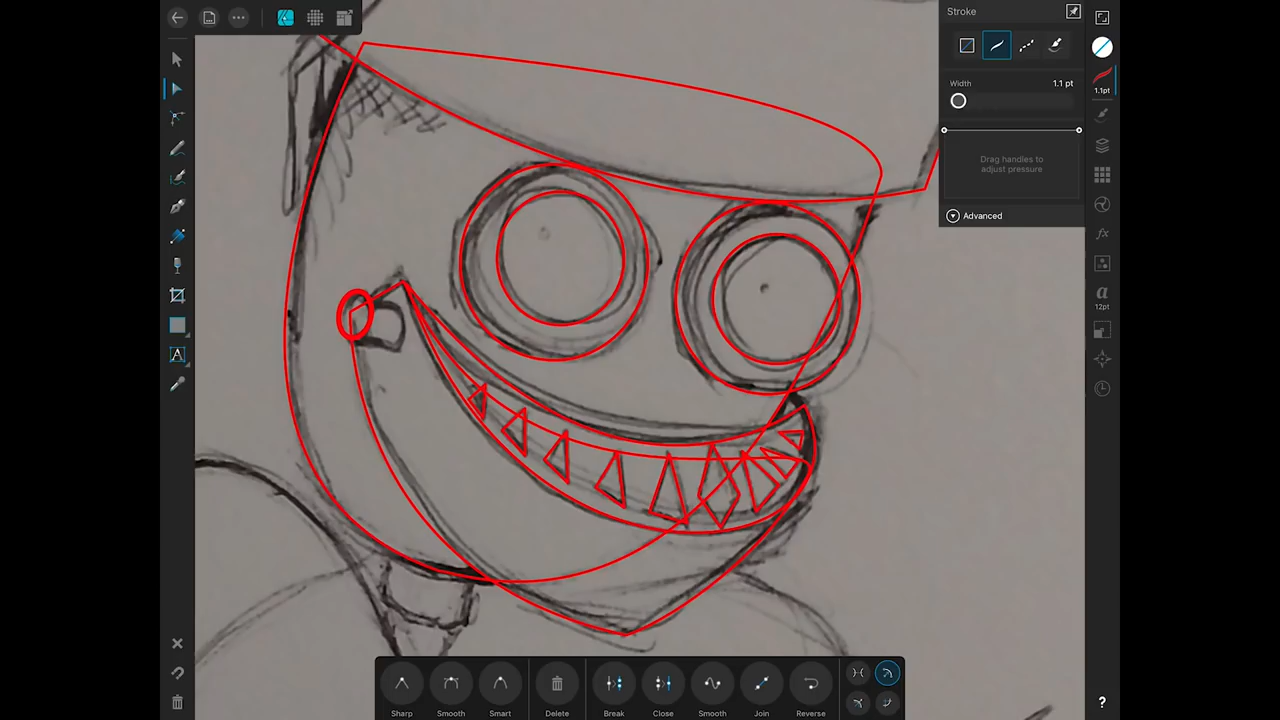 Stroke
Width 1.1 pt
1.1pt
Drag handles to
adjust pressure
Advanced
fx
a
12pt
A
Sharp Smooth Smart Delete Break Close Smooth Join Reverse
?